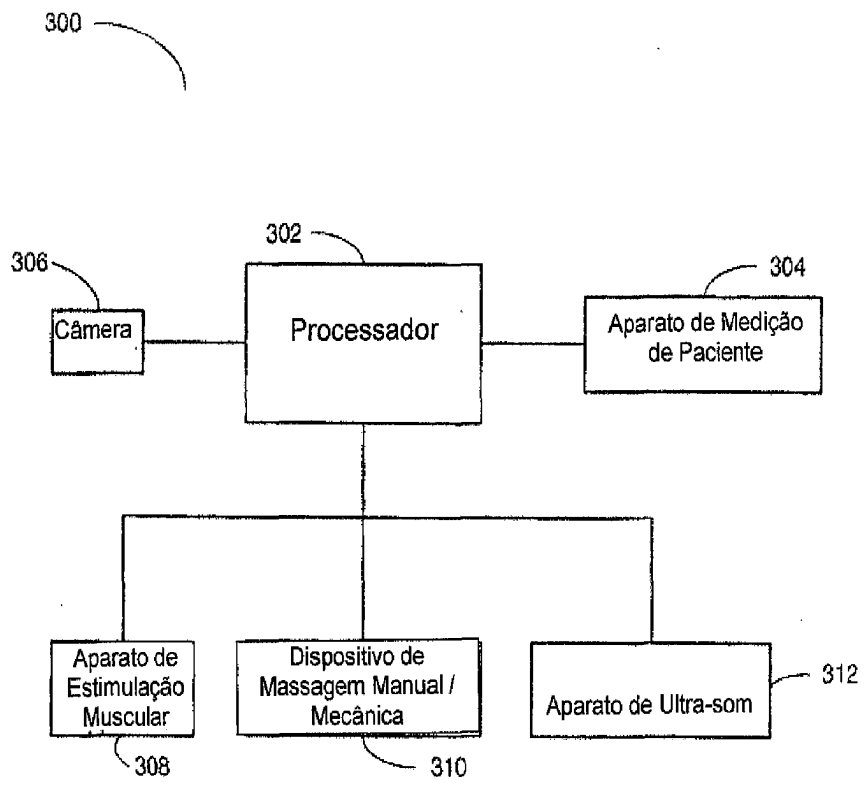 300
302
306
304
Câmera
Processador
Aparato de Medição
de Paciente
Aparato de
Estimulação
Muscular
Dispositivo de
Massagem Manual /
Mecânica
Aparato de Ultra-som
312
308
310